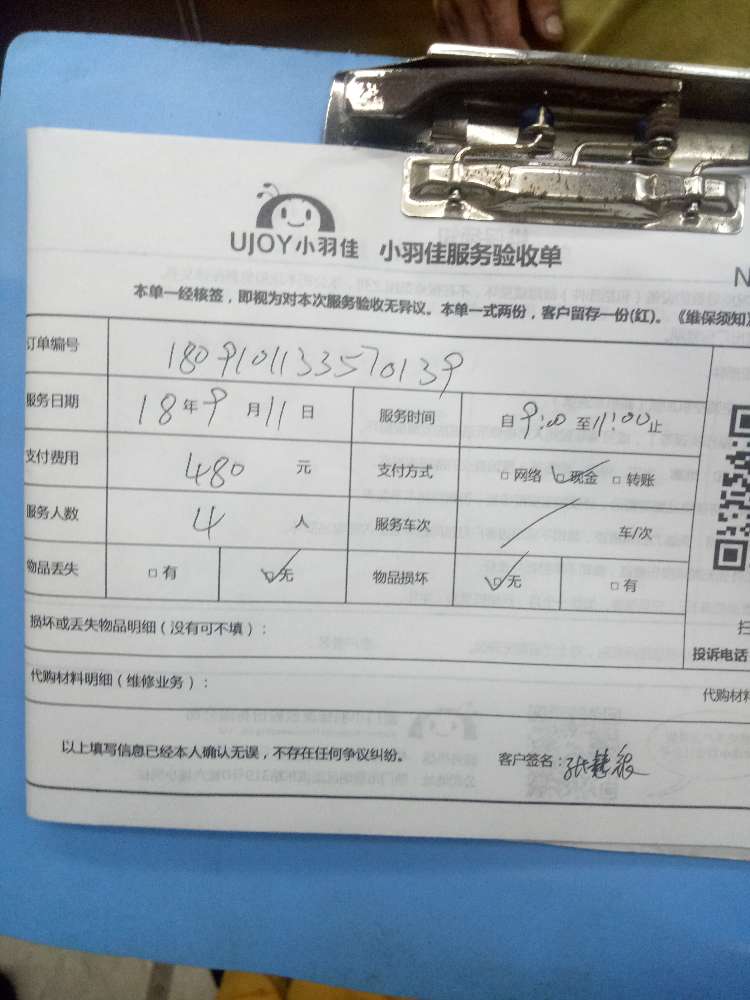 UJOY小羽佳 小羽佳服务验收单
N
本单一经核签，即视为对本次服务验收无异议。本单一式两份，客户留存一份(红)。《维保须知》
订单编号 1809101133570139
服务日期 18年9月11日 服务时间 自9:00至11:00止
支付费用 480元 支付方式 □网络 ☑现金 □转账
服务人数 4人 服务车次 / 车/次
物品丢失 □有 ☑无 物品损坏 ☑无 □有
损坏或丢失物品明细（没有可不填）：
扫
投诉电话
代购材料明细（维修业务）：
代购材料
以上填写信息已经本人确认无误，不存在任何争议纠纷。 客户签名：